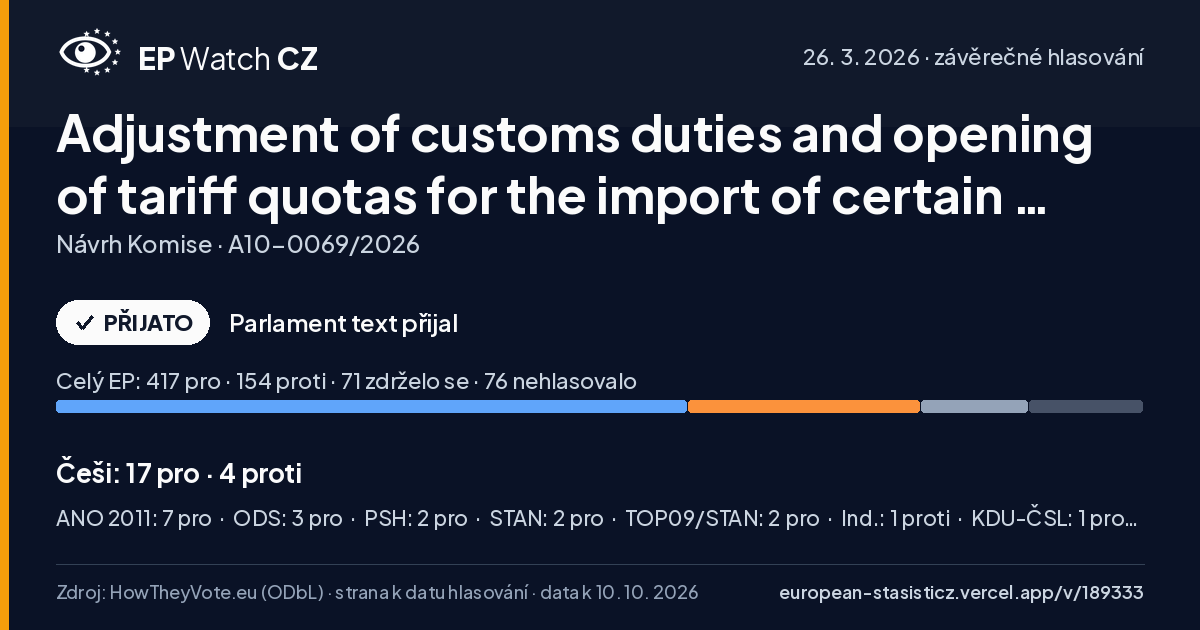 EP Watch CZ
26. 3. 2026 · závěrečné hlasování
Adjustment of customs duties and opening
of tariff quotas for the import of certain …
Návrh Komise · A10–0069/2026
✓ PŘIJATO
Parlament text přijal
Celý EP: 417 pro · 154 proti · 71 zdrželo se · 76 nehlasovalo
Češi: 17 pro · 4 proti
ANO 2011: 7 pro · ODS: 3 pro · PSH: 2 pro · STAN: 2 pro · TOP09/STAN: 2 pro · Ind.: 1 proti · KDU-ČSL: 1 pro…
Zdroj: HowTheyVote.eu (ODbL) · strana k datu hlasování · data k 10. 10. 2026
european-stasisticz.vercel.app/v/189333